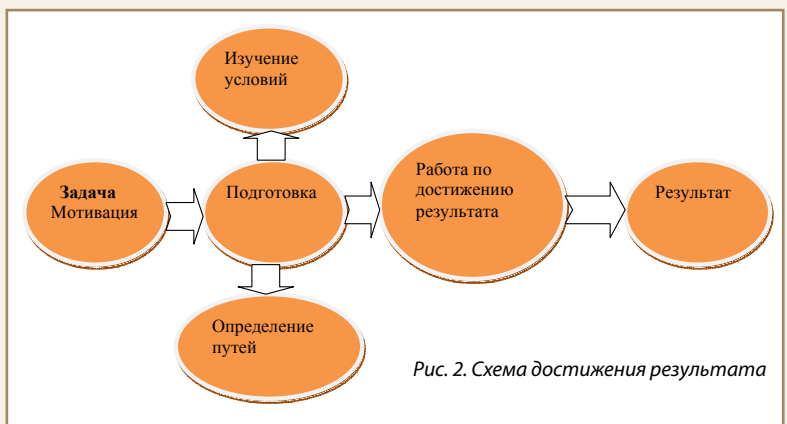 Изучение
условий
Задача
Мотивация
Подготовка
Работа по
достижению
результата
Результат
Определение
путей
Рис. 2. Схема достижения результата